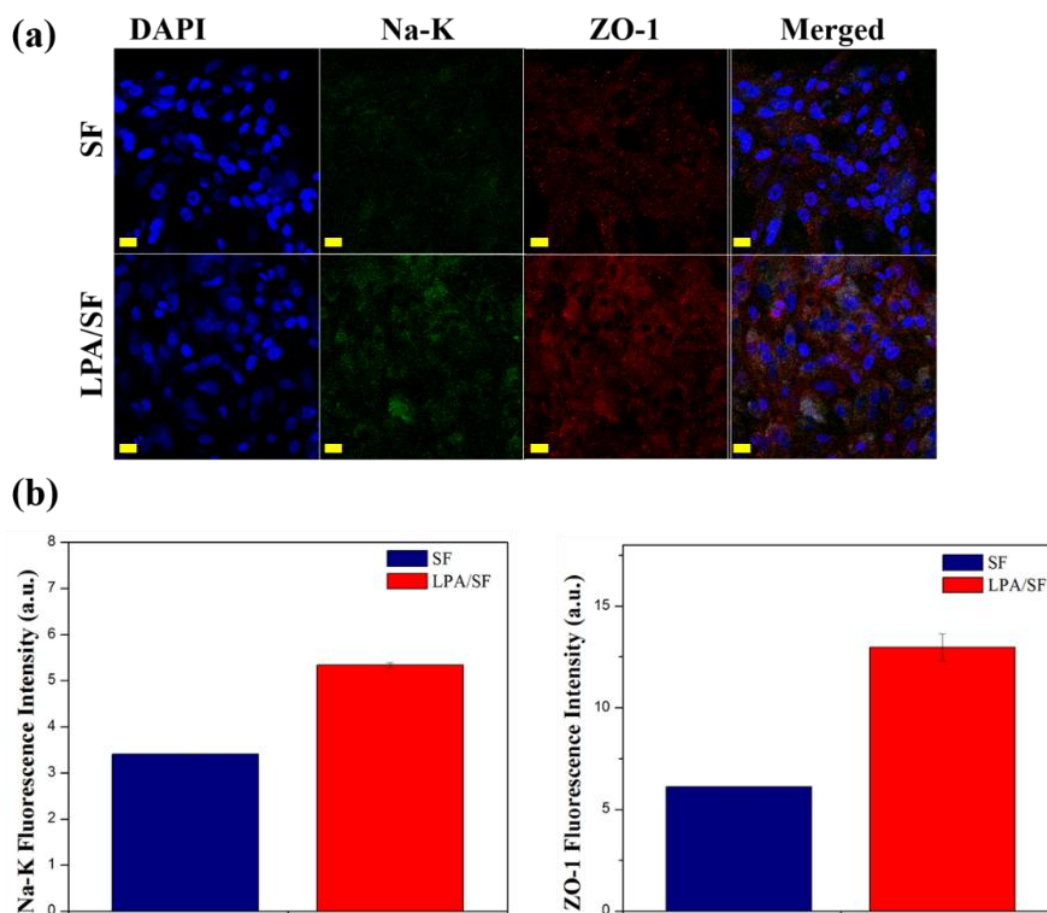 (a)
DAPI Na-K ZO-1 Merged
SF
LPA/SF
(b)
Na-K Fluorescence Intensity (a.u.)
8
7
6
5
4
3
2
1
0
SF
LPA/SF
ZO-1 Fluorescence Intensity (a.u.)
15
10
5
0
SF
LPA/SF